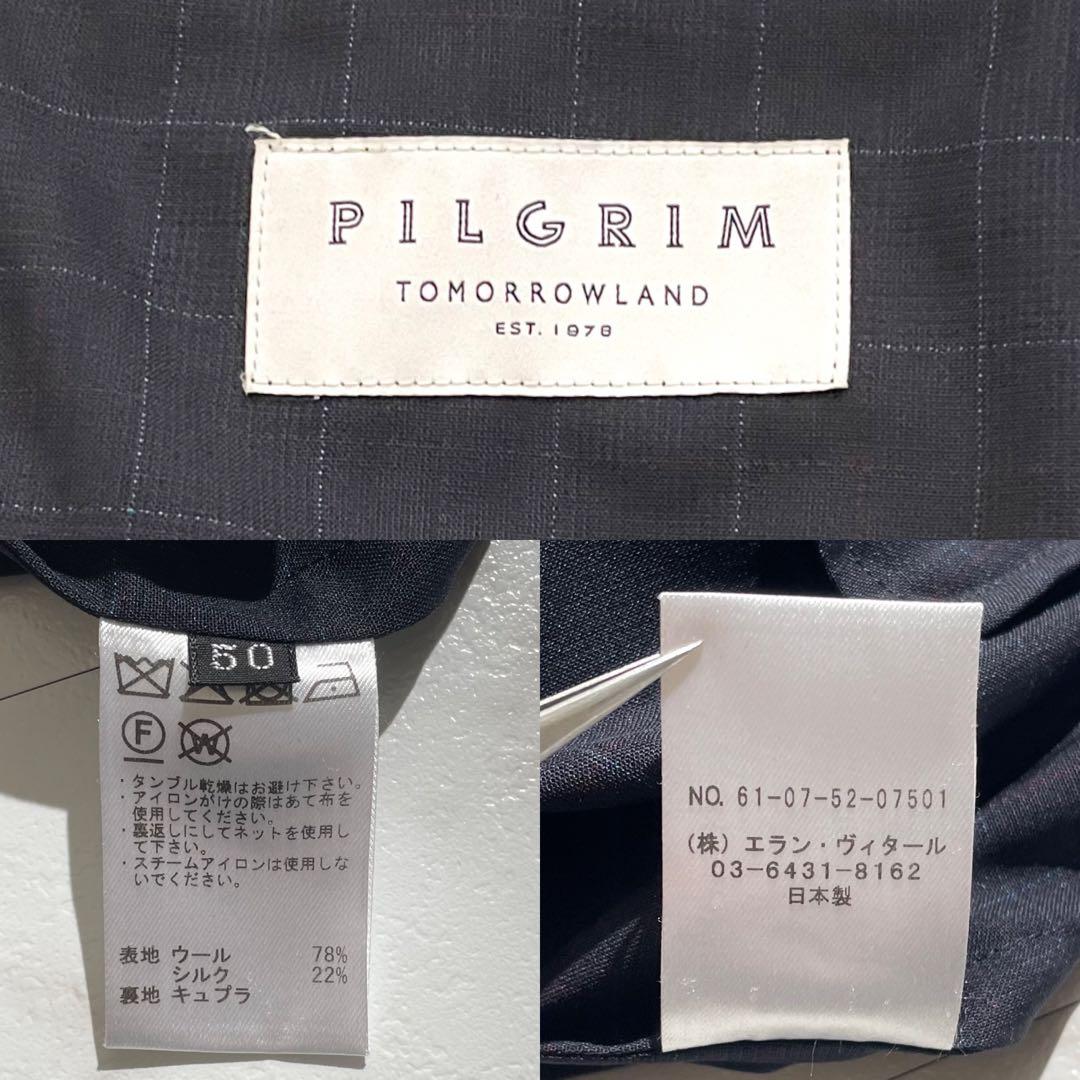 PILGRIM
TOMORROWLAND
EST. 1978
50
F
W
・タンブル乾燥はお避け下さい。
・アイロンがけの際はあて布を
使用してください。
・裏返しにしてネットを使用し
て下さい。
・スチームアイロンは使用しな
いでください。
表地 ウール 78%
シルク 22%
裏地 キュプラ
NO. 61-07-52-07501
(株) エラン・ヴィタール
03-6431-8162
日本製